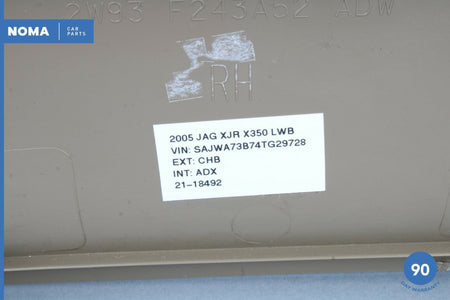 NOMA CAR PARTS
2W93 F243A52 ADW
RH
2005 JAG XJR X350 LWB
VIN: SAJWA73B74TG29728
EXT: CHB
INT: ADX
21-18492
90
DAY WARRANTY